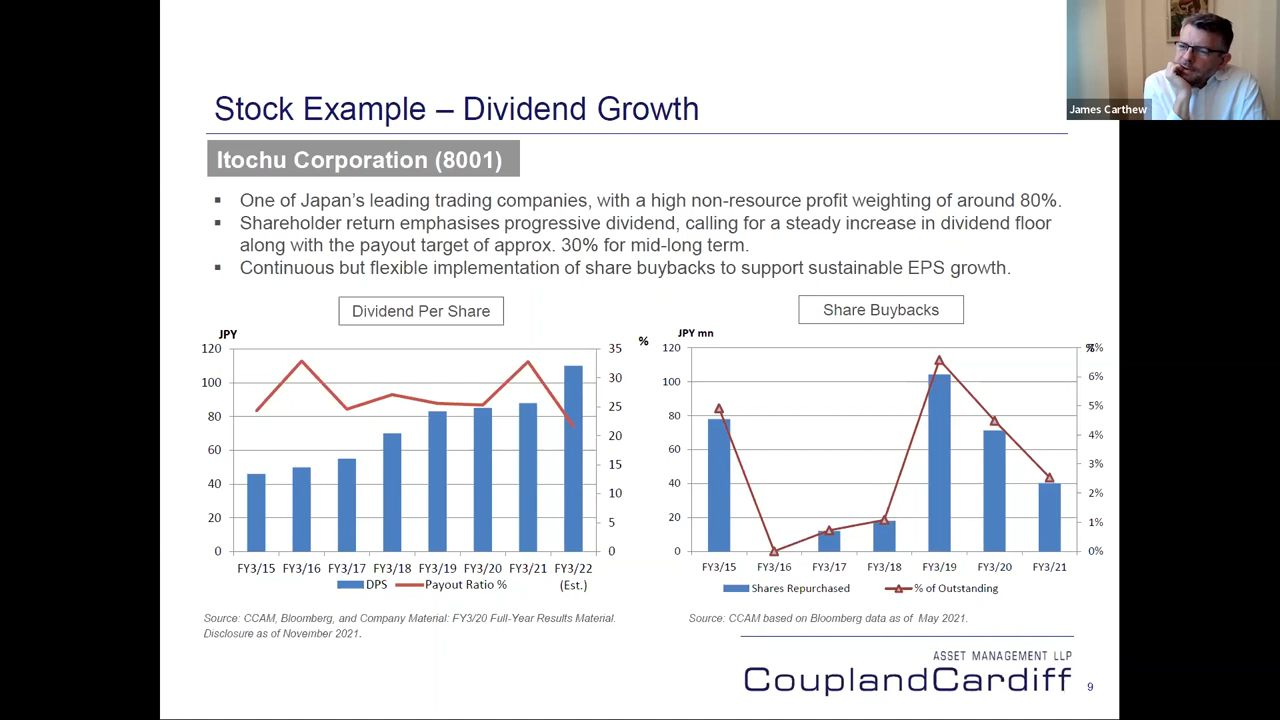 James Carthew
Stock Example – Dividend Growth
Itochu Corporation (8001)
▪ One of Japan's leading trading companies, with a high non-resource profit weighting of around 80%.
▪ Shareholder return emphasises progressive dividend, calling for a steady increase in dividend floor
along with the payout target of approx. 30% for mid-long term.
▪ Continuous but flexible implementation of share buybacks to support sustainable EPS growth.
Dividend Per Share
JPY
%
120
100
80
60
40
20
0
35
30
25
20
15
10
5
0
FY3/15 FY3/16 FY3/17 FY3/18 FY3/19 FY3/20 FY3/21 FY3/22
(Est.)
DPS Payout Ratio %
Source: CCAM, Bloomberg, and Company Material: FY3/20 Full-Year Results Material.
Disclosure as of November 2021.
Share Buybacks
JPY mn
%
120
100
80
60
40
20
0
7%
6%
5%
4%
3%
2%
1%
0%
FY3/15 FY3/16 FY3/17 FY3/18 FY3/19 FY3/20 FY3/21
Shares Repurchased % of Outstanding
Source: CCAM based on Bloomberg data as of May 2021.
ASSET MANAGEMENT LLP
CouplandCardiff
9